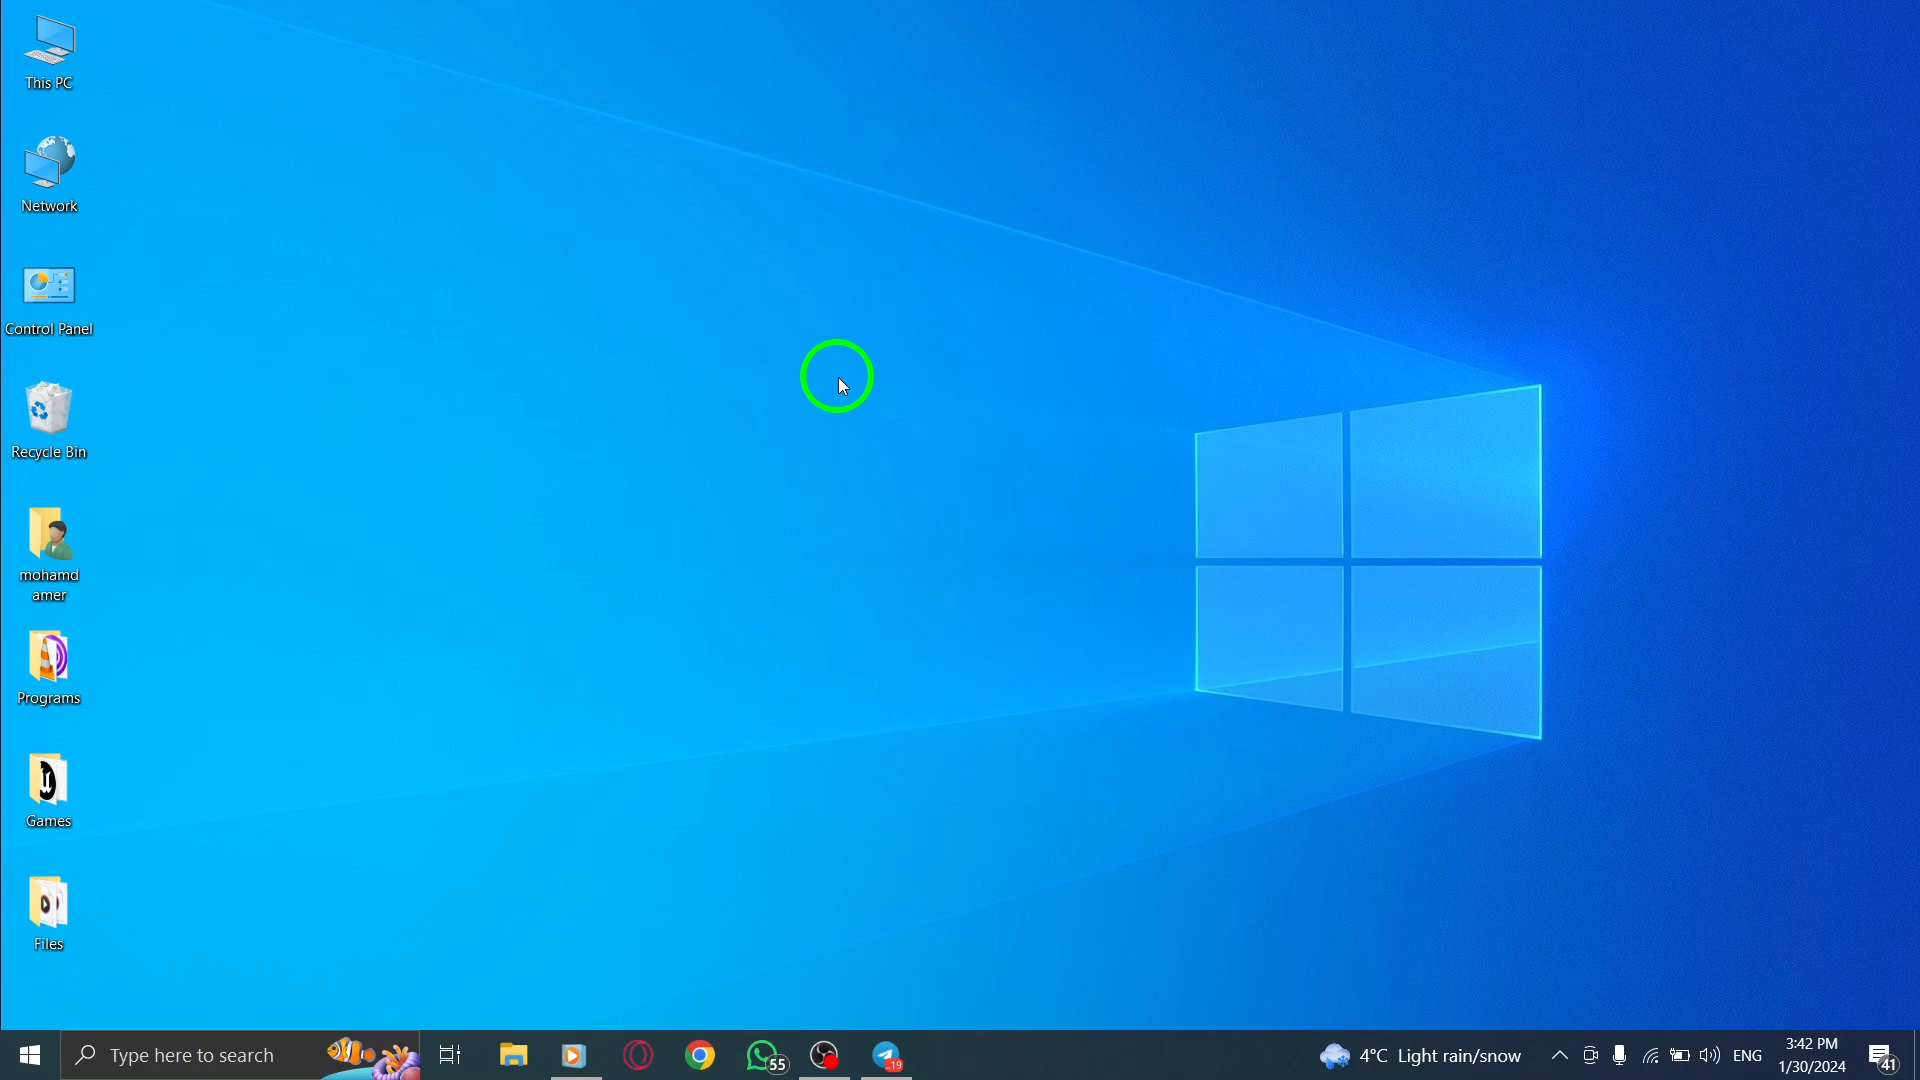 This PC
Network
Control Panel
Recycle Bin
mohamd
amer
Programs
Games
Files
Type here to search
55
..19
4°C Light rain/snow
ENG
3:42 PM
1/30/2024
41